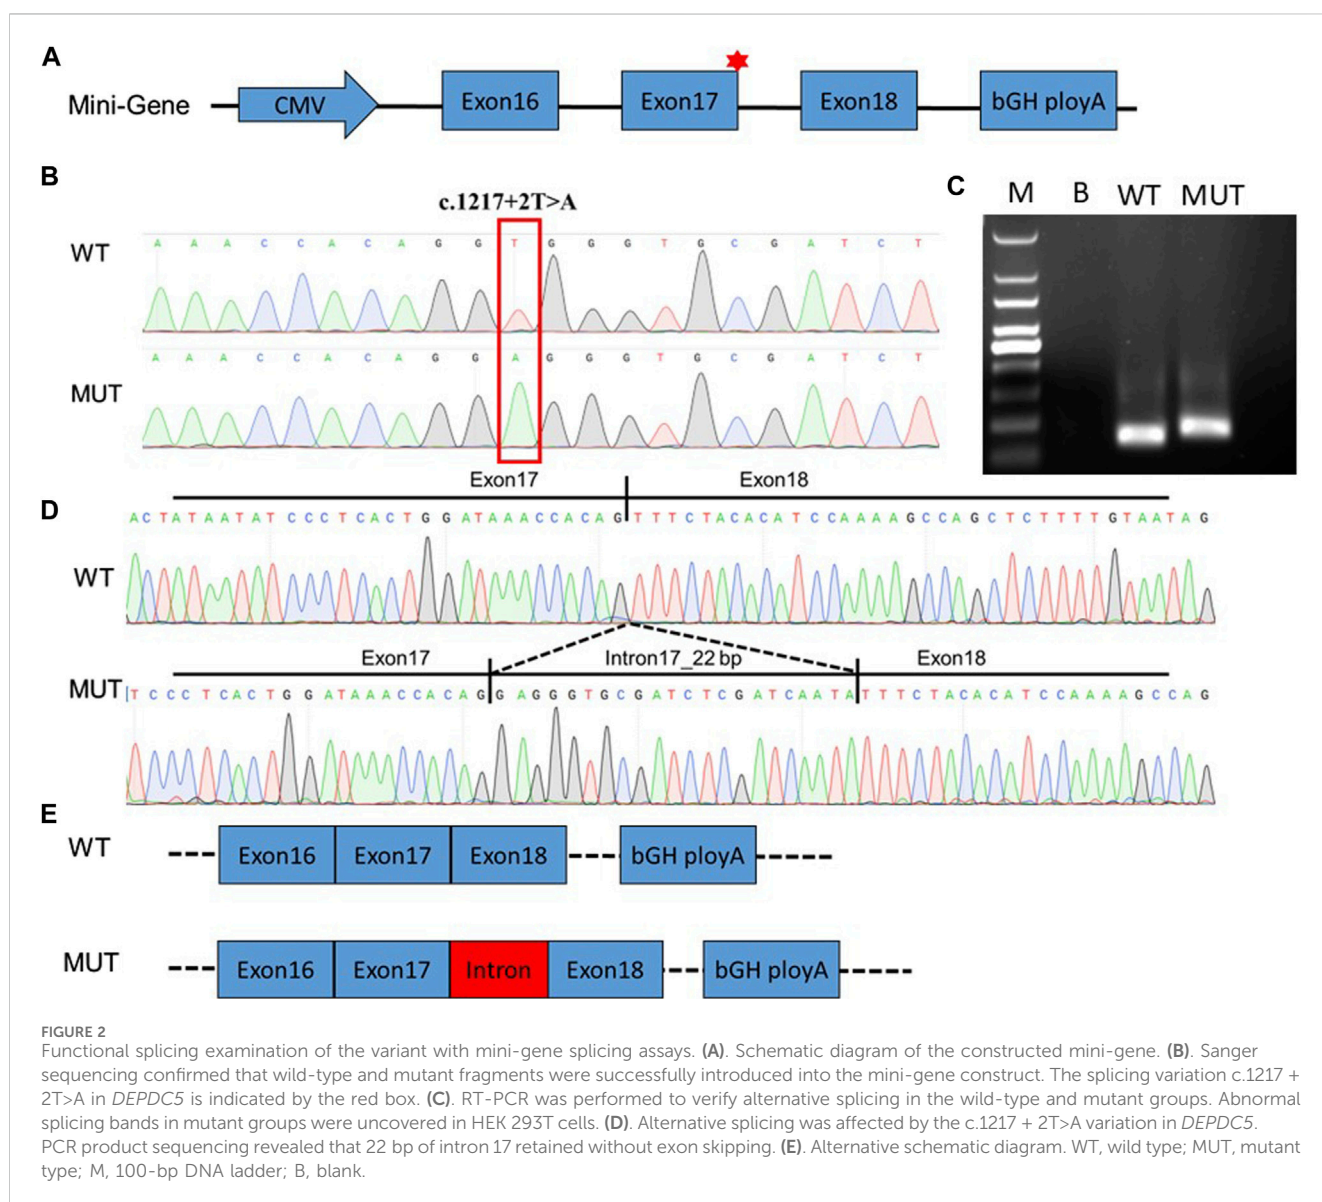 A
Mini-Gene
CMV
Exon16
Exon17
Exon18
bGH ployA
B
c.1217+2T>A
WT
A A A C C A C A G G T G G G T G C G A T C T
A A A C C A C A G G A G G G T G C G A T C T
MUT
C
M B WT MUT
D
Exon17 Exon18
ACTATAATATCCCTCACTGGATAAACCACAGTTTCTACACATCCAAAAGCCAGCTCTTTTGTAATAG
WT
Exon17 Intron17_22 bp Exon18
MUT
TCCCTCACTGGATAAACCACAGGAGGGTGCGATCTCGATCAATATTTCTACACATCCAAAAGCCAG
E
WT
Exon16 Exon17 Exon18 bGH ployA
MUT
Exon16 Exon17 Intron Exon18 bGH ployA
FIGURE 2
Functional splicing examination of the variant with mini-gene splicing assays. (A). Schematic diagram of the constructed mini-gene. (B). Sanger
sequencing confirmed that wild-type and mutant fragments were successfully introduced into the mini-gene construct. The splicing variation c.1217 +
2T>A in DEPDC5 is indicated by the red box. (C). RT-PCR was performed to verify alternative splicing in the wild-type and mutant groups. Abnormal
splicing bands in mutant groups were uncovered in HEK 293T cells. (D). Alternative splicing was affected by the c.1217 + 2T>A variation in DEPDC5.
PCR product sequencing revealed that 22 bp of intron 17 retained without exon skipping. (E). Alternative schematic diagram. WT, wild type; MUT, mutant
type; M, 100-bp DNA ladder; B, blank.